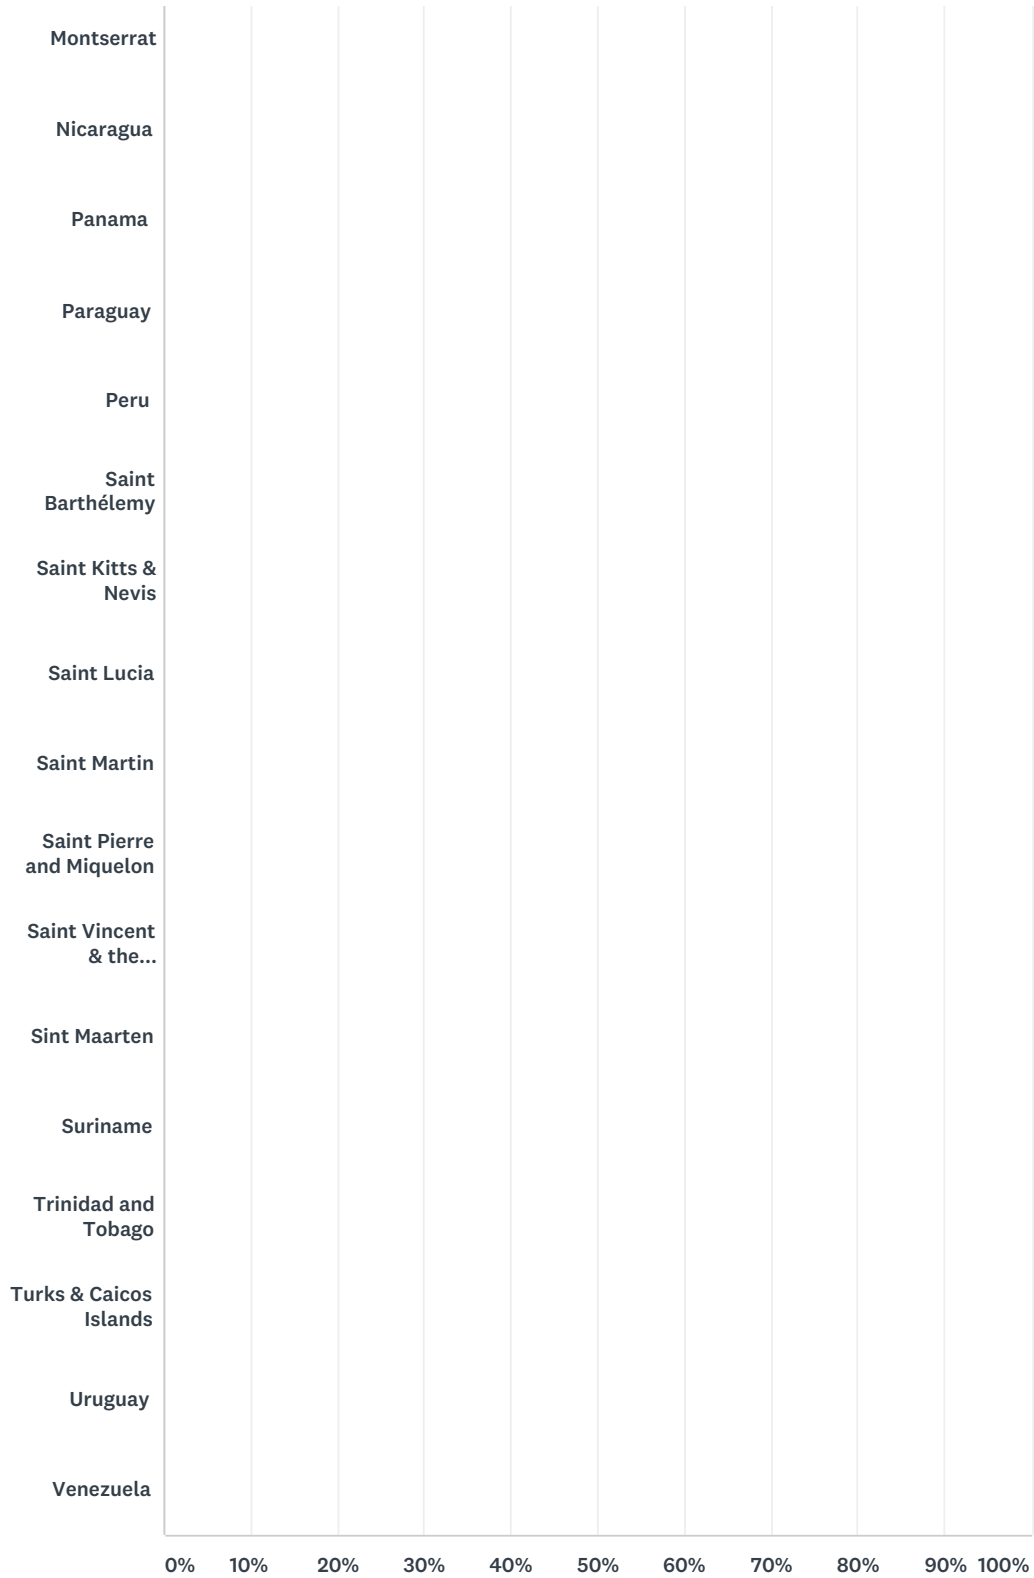 Montserrat
Nicaragua
Panama
Paraguay
Peru
Saint
Barthélemy
Saint Kitts &
Nevis
Saint Lucia
Saint Martin
Saint Pierre
and Miquelon
Saint Vincent
& the...
Sint Maarten
Suriname
Trinidad and
Tobago
Turks & Caicos
Islands
Uruguay
Venezuela
0% 10% 20% 30% 40% 50% 60% 70% 80% 90% 100%